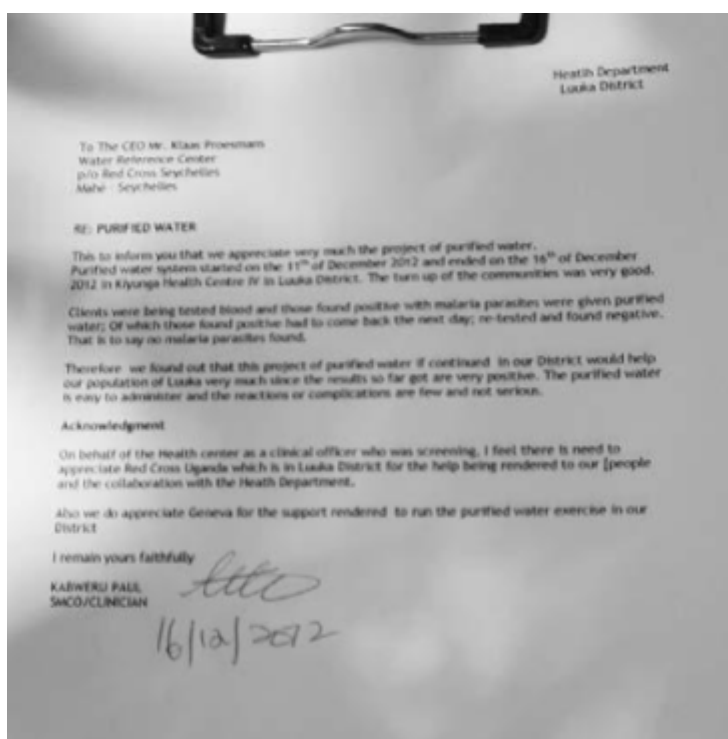 Heatlh Department
Luuka District
To The CEO Mr. Klaas Proesmans
Water Reference Center
p/o Red Cross Seychelles
Mahé - Seychelles
RE: PURIFIED WATER
This to inform you that we appreciate very much the project of purified water.
Purified water system started on the 11th of December 2012 and ended on the 16th of December
2012 in Kiyunga Health Centre IV in Luuka District. The turn up of the communities was very good.
Clients were being tested blood and those found positive with malaria parasites were given purified
water; Of which those found positive had to come back the next day; re-tested and found negative.
That is to say no malaria parasites found.
Therefore we found out that this project of purified water if continued in our District would help
our population of Luuka very much since the results so far got are very positive. The purified water
is easy to administer and the reactions or complications are few and not serious.
Acknowledgment
On behalf of the Health center as a clinical officer who was screening, I feel there is need to
appreciate Red Cross Uganda which is in Luuka District for the help being rendered to our [people
and the collaboration with the Heath Department.
Also we do appreciate Geneva for the support rendered to run the purified water exercise in our
District
I remain yours faithfully
KABWERU PAUL
SMCO/CLINICIAN
16/12/2012